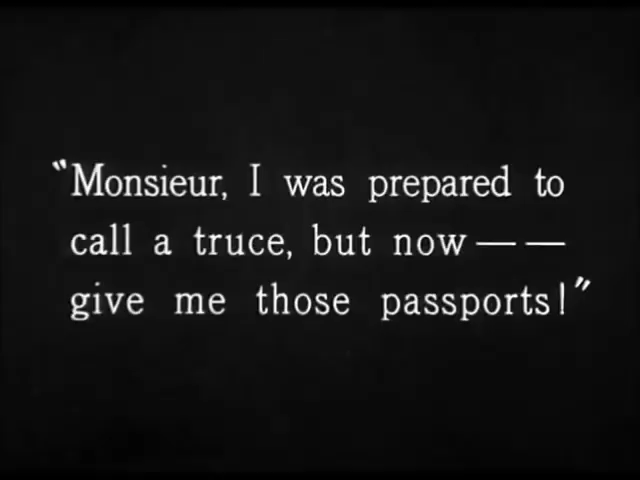 "Monsieur, I was prepared to
call a truce, but now — —
give me those passports!"